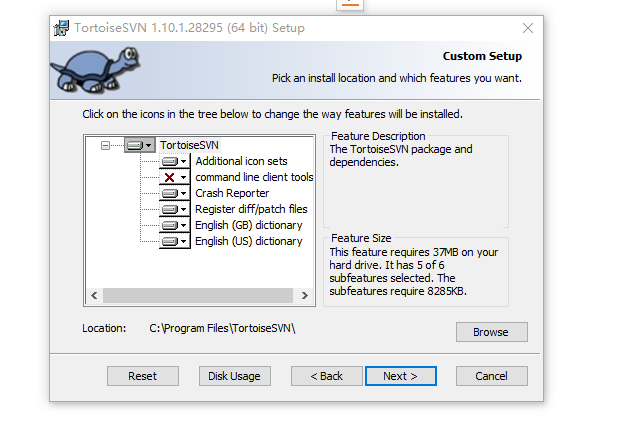 TortoiseSVN 1.10.1.28295 (64 bit) Setup
Custom Setup
Pick an install location and which features you want.
Click on the icons in the tree below to change the way features will be installed.
TortoiseSVN
Additional icon sets
command line client tools
Crash Reporter
Register diff/patch files
English (GB) dictionary
English (US) dictionary
Feature Description
The TortoiseSVN package and
dependencies.
Feature Size
This feature requires 37MB on your
hard drive. It has 5 of 6
subfeatures selected. The
subfeatures require 8285KB.
Location: C:\Program Files\TortoiseSVN\
Browse
Reset
Disk Usage
< Back
Next >
Cancel